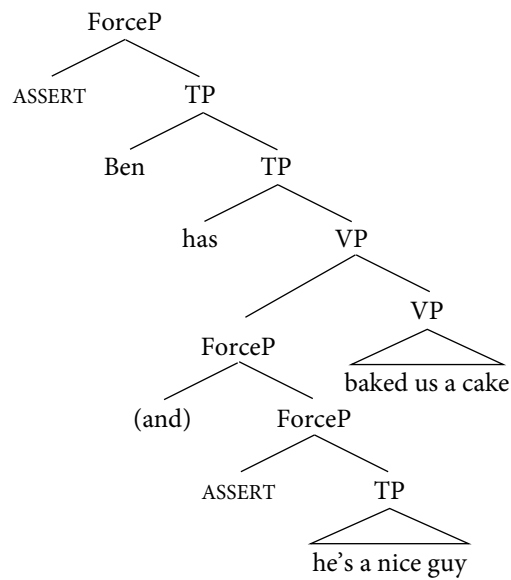 ForceP
ASSERT TP
Ben TP
has VP
VP
ForceP
baked us a cake
(and) ForceP
ASSERT TP
he's a nice guy